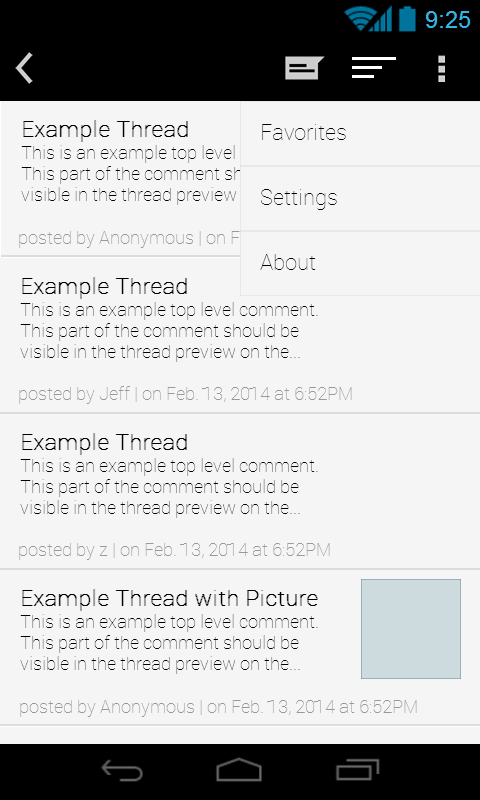 9:25
Favorites
Settings
About
Example Thread
This is an example top level
This part of the comment sh
visible in the thread preview
posted by Anonymous | on F
Example Thread
This is an example top level comment.
This part of the comment should be
visible in the thread preview on the...
posted by Jeff | on Feb. 13, 2014 at 6:52PM
Example Thread
This is an example top level comment.
This part of the comment should be
visible in the thread preview on the...
posted by z | on Feb. 13, 2014 at 6:52PM
Example Thread with Picture
This is an example top level comment.
This part of the comment should be
visible in the thread preview on the...
posted by Anonymous | on Feb. 13, 2014 at 6:52PM